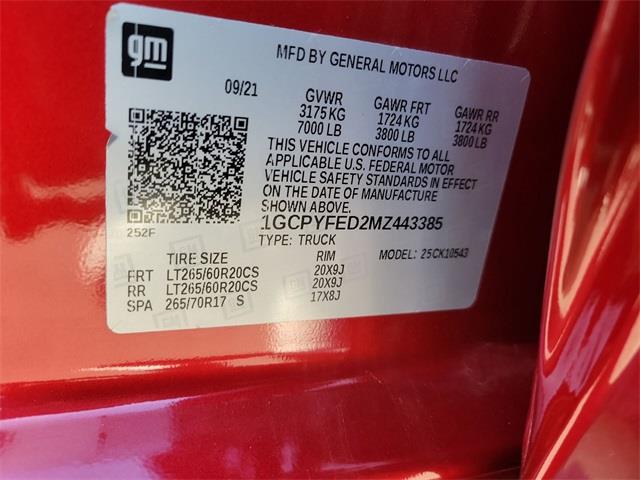 gm
MFD BY GENERAL MOTORS LLC
09/21 GVWR GAWR FRT GAWR RR
3175 KG 1724 KG 1724 KG
7000 LB 3800 LB 3800 LB
THIS VEHICLE CONFORMS TO ALL
APPLICABLE U.S. FEDERAL MOTOR
VEHICLE SAFETY STANDARDS IN EFFECT
ON THE DATE OF MANUFACTURE
SHOWN ABOVE.
252F 1GCPYFED2MZ443385
TYPE: TRUCK MODEL: 25CK10543
TIRE SIZE RIM
FRT LT265/60R20CS 20X9J
RR LT265/60R20CS 20X9J
SPA 265/70R17 S 17X8J